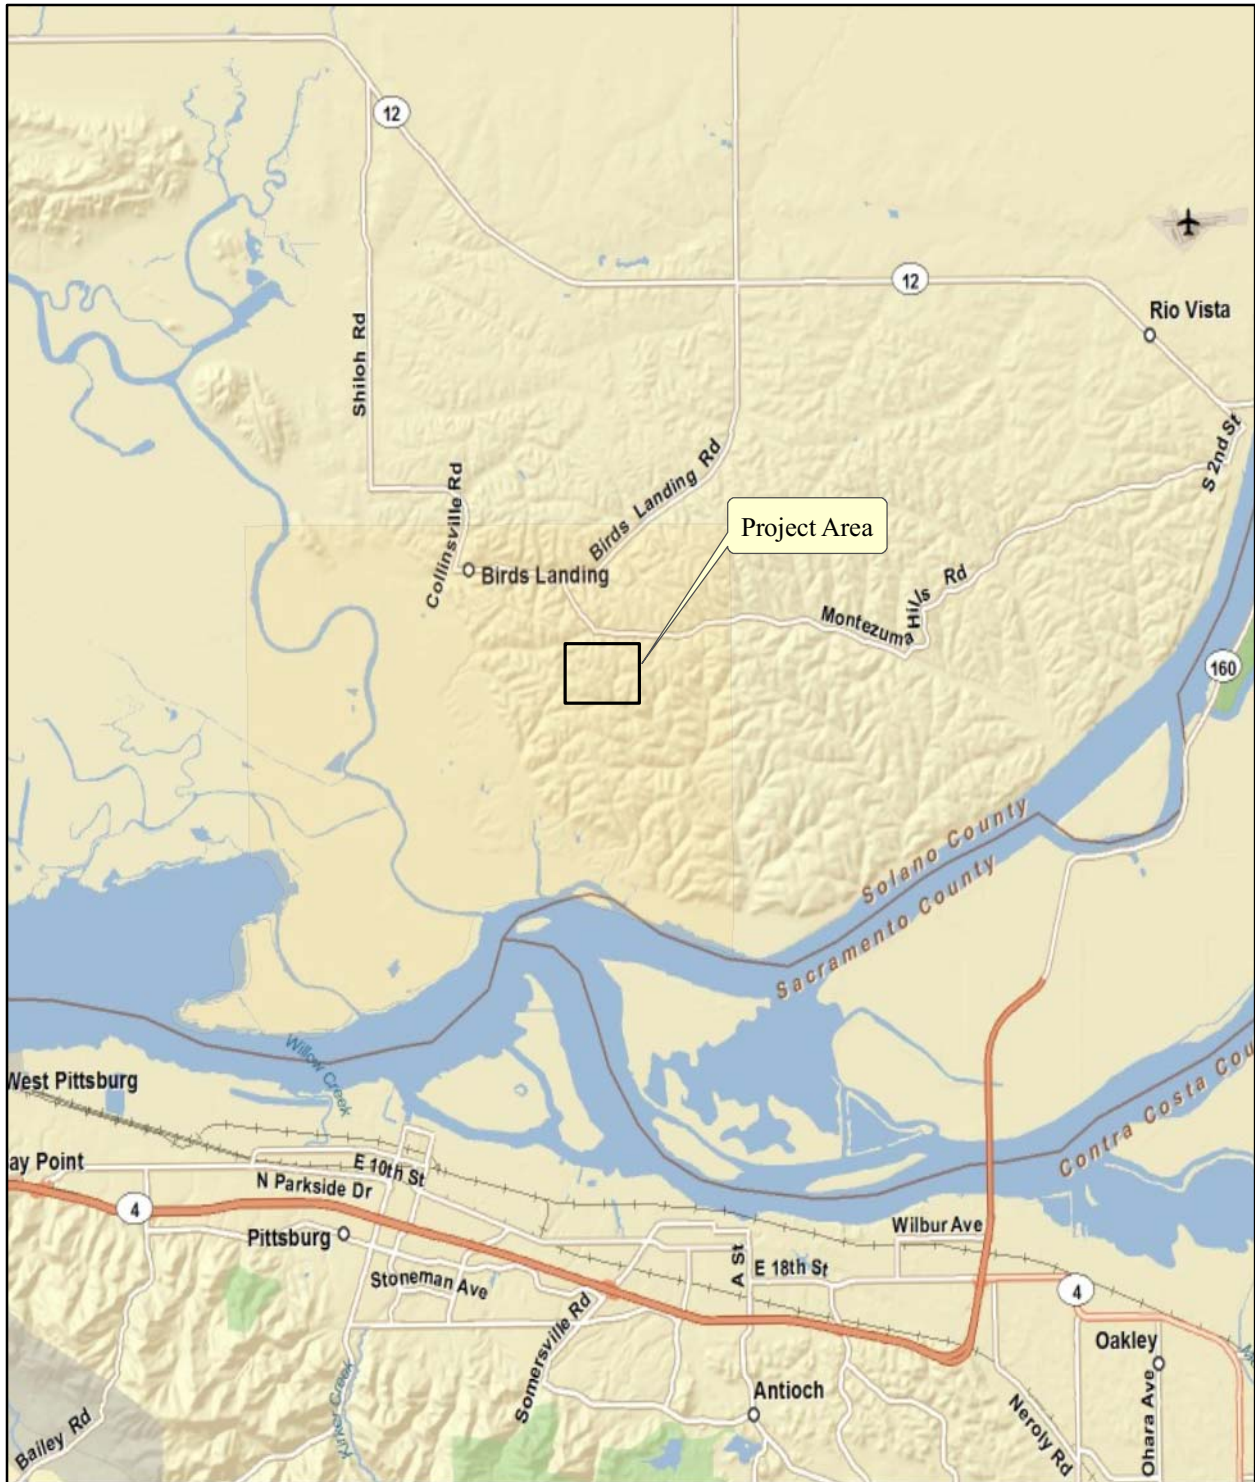 12
12
Rio Vista
Shiloh Rd
S 2nd St
Collinsville Rd
Birds Landing Rd
Project Area
Birds Landing
Montezuma Hills Rd
160
Solano County
Sacramento County
Willow Creek
West Pittsburg
Contra Costa Cou
ay Point
E 10th St
N Parkside Dr
4
Pittsburg
Wilbur Ave
A St
E 18th St
Stoneman Ave
4
Somersville Rd
Oakley
Antioch
Kirker Creek
Bailey Rd
Neroly Rd
Ohara Ave